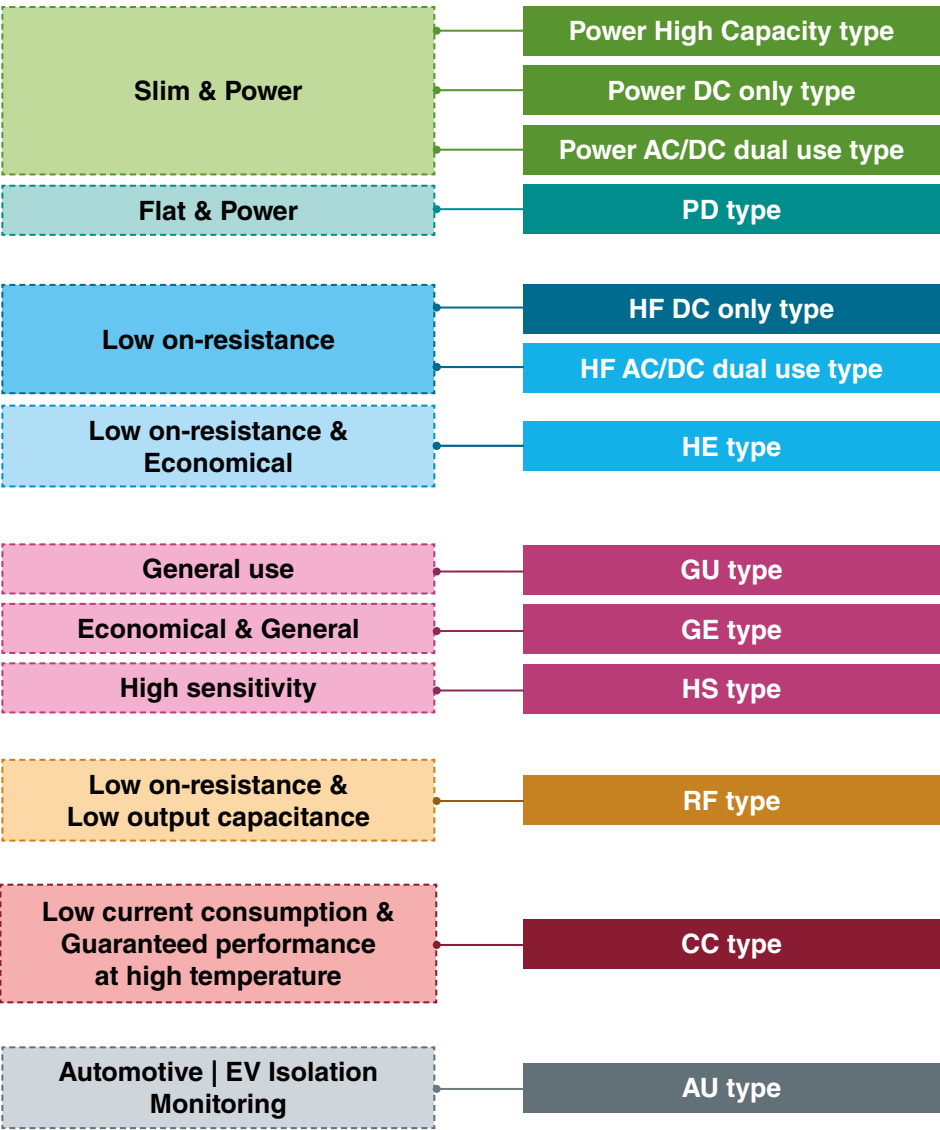 Slim & Power
Power High Capacity type
Power DC only type
Power AC/DC dual use type
Flat & Power
PD type
Low on-resistance
HF DC only type
HF AC/DC dual use type
Low on-resistance &
Economical
HE type
General use
GU type
Economical & General
GE type
High sensitivity
HS type
Low on-resistance &
Low output capacitance
RF type
Low current consumption &
Guaranteed performance
at high temperature
CC type
Automotive | EV Isolation
Monitoring
AU type